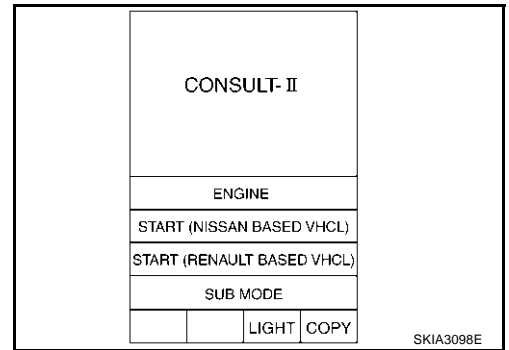 CONSULT-II
ENGINE
START (NISSAN BASED VHCL)
START (RENAULT BASED VHCL)
SUB MODE
LIGHT COPY
SKIA3098E